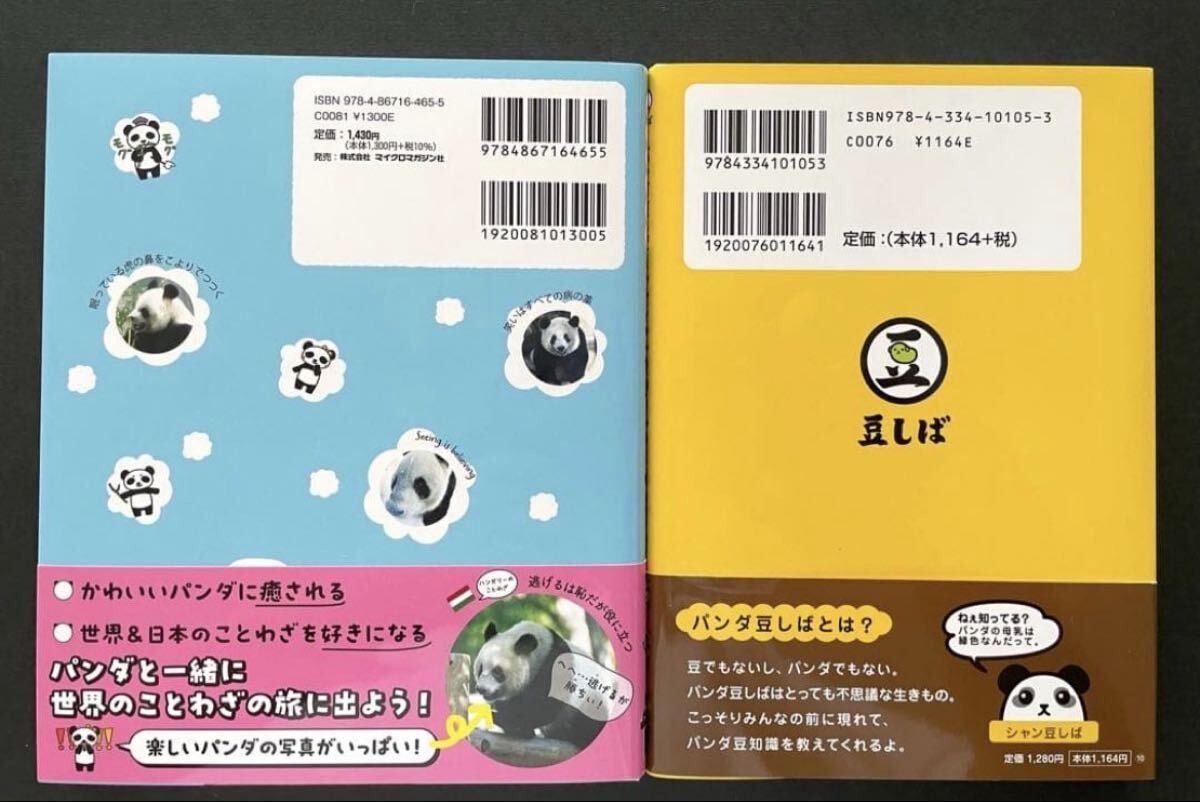 ISBN 978-4-86716-465-5
C0081 ¥1300E
定価：1,430円
(本体1,300円+税10%)
発売：株式会社 マイクロマガジン社
9784867164655
1920081013005
モグ
モグ
眠っている虎の鼻をこよりでつつく
笑いはすべての病の薬
Seeing is believing
かわいいパンダに癒される
世界＆日本のことわざを好きになる
パンダと一緒に
世界のことわざの旅に出よう！
楽しいパンダの写真がいっぱい！
ハンガリーのことわざ
逃げるは恥だが役に立つ
へへ…逃げるが
勝ちぃ！
9784334101053
ISBN978-4-334-10105-3
C0076 ¥1164E
1920076011641
定価：(本体1,164+税)
豆
豆しば
パンダ豆しばとは？
豆でもないし、パンダでもない。
パンダ豆しばはとっても不思議な生きもの。
こっそりみんなの前に現れて、
パンダ豆知識を教えてくれるよ。
ねぇ知ってる？
パンダの母乳は
緑色なんだって。
シャン豆しば
定価 1,280円 本体1,164円 10